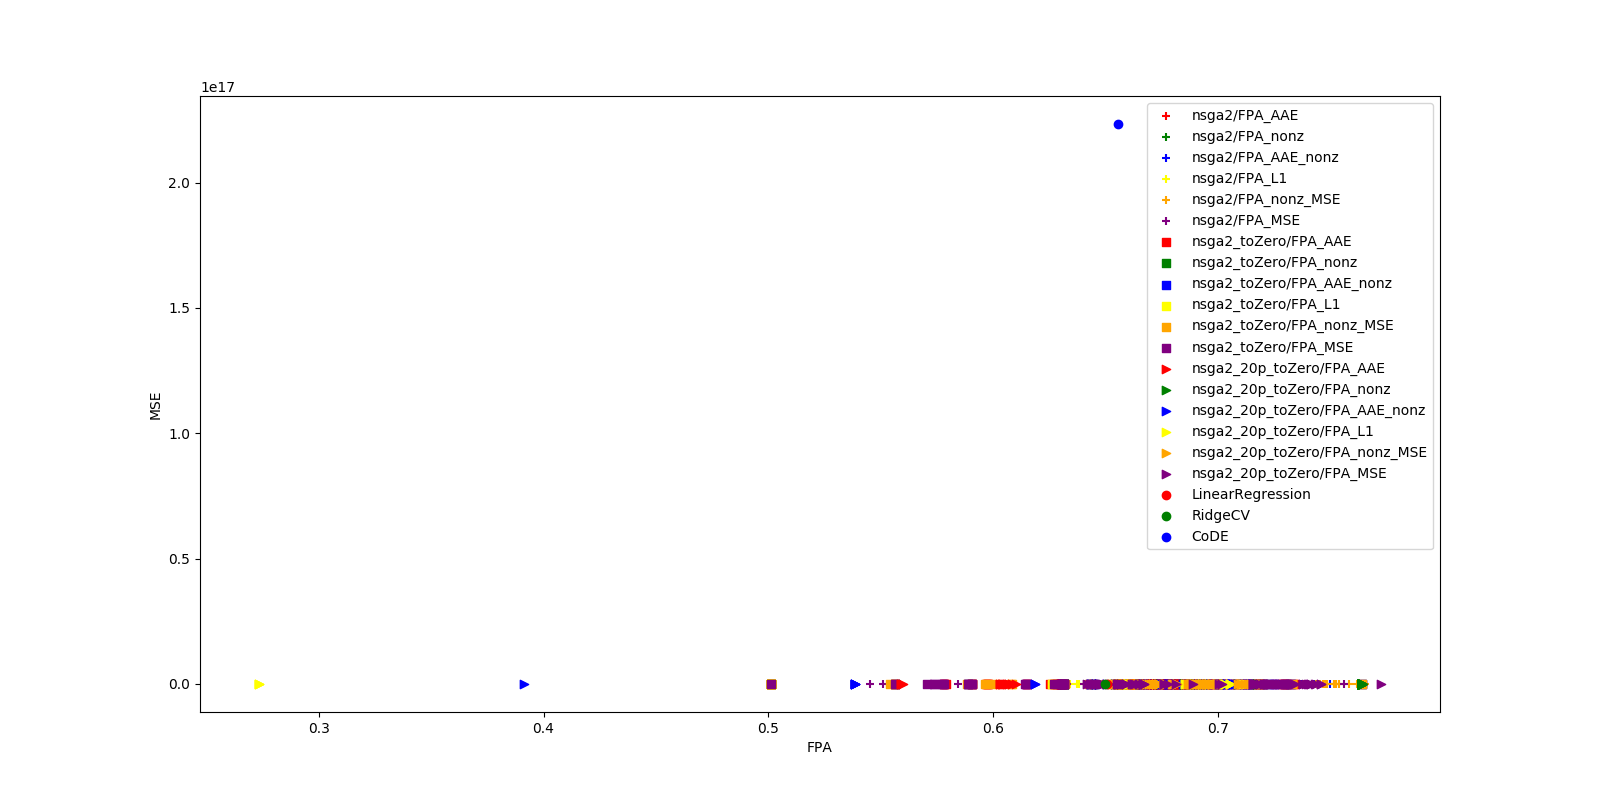 1e17
2.0
1.5
1.0
0.5
0.0
MSE
0.3 0.4 0.5 0.6 0.7
FPA
nsga2/FPA_AAE
nsga2/FPA_nonz
nsga2/FPA_AAE_nonz
nsga2/FPA_L1
nsga2/FPA_nonz_MSE
nsga2/FPA_MSE
nsga2_toZero/FPA_AAE
nsga2_toZero/FPA_nonz
nsga2_toZero/FPA_AAE_nonz
nsga2_toZero/FPA_L1
nsga2_toZero/FPA_nonz_MSE
nsga2_toZero/FPA_MSE
nsga2_20p_toZero/FPA_AAE
nsga2_20p_toZero/FPA_nonz
nsga2_20p_toZero/FPA_AAE_nonz
nsga2_20p_toZero/FPA_L1
nsga2_20p_toZero/FPA_nonz_MSE
nsga2_20p_toZero/FPA_MSE
LinearRegression
RidgeCV
CoDE